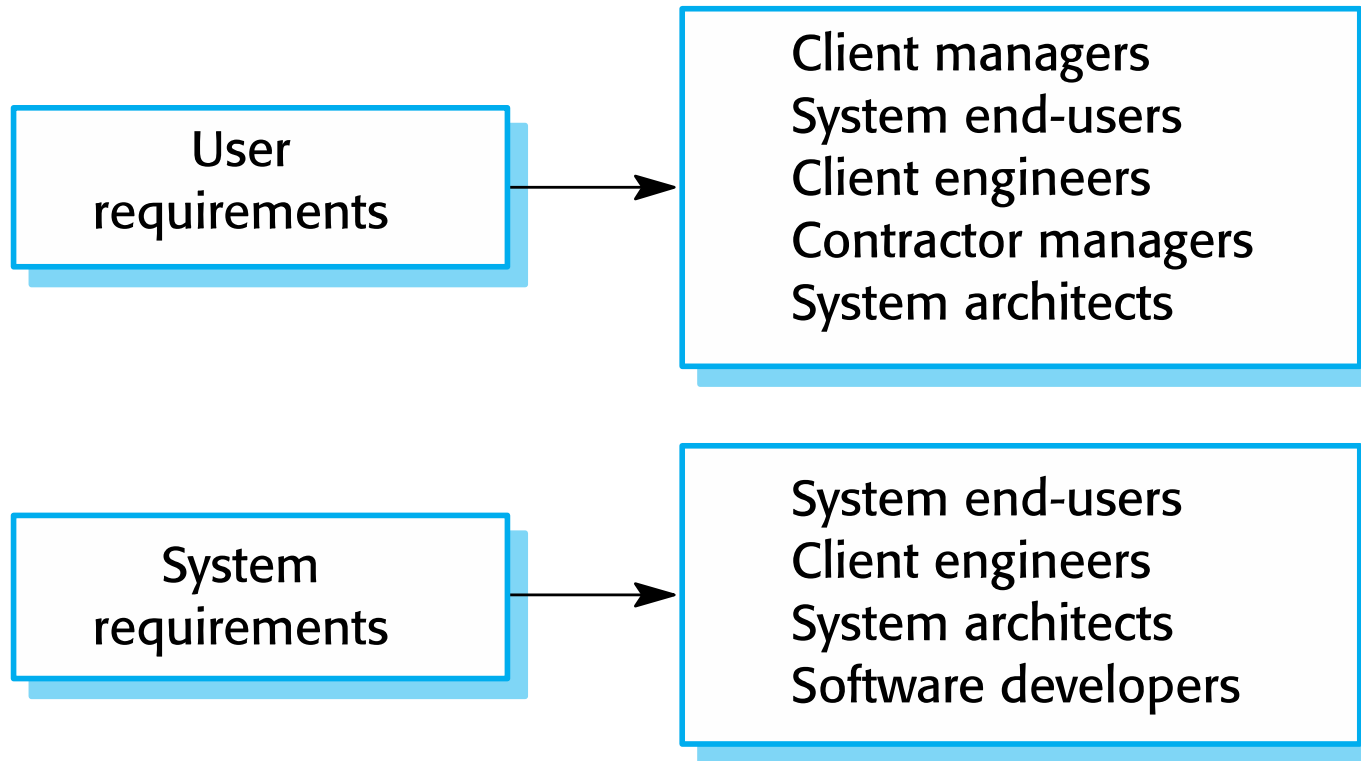 User
requirements
Client managers
System end-users
Client engineers
Contractor managers
System architects
System
requirements
System end-users
Client engineers
System architects
Software developers